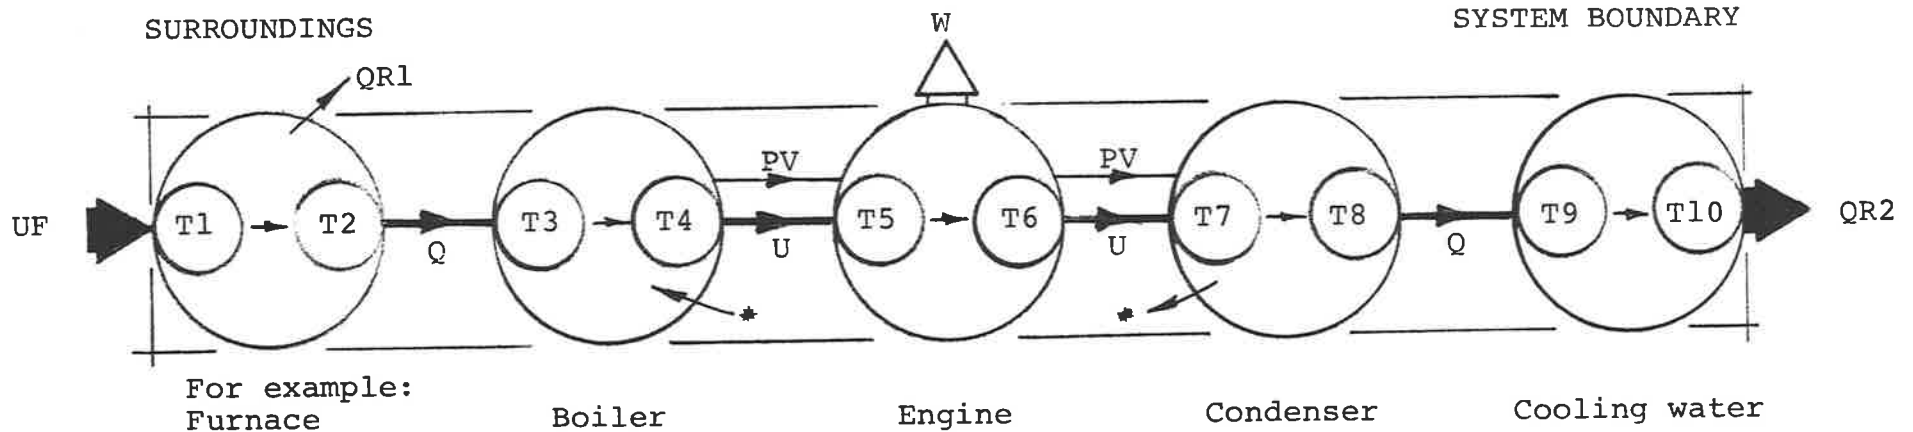 SURROUNDINGS
W
SYSTEM BOUNDARY
QR1
PV
PV
UF
T1
T2
Q
T3
T4
U
T5
T6
U
T7
T8
Q
T9
T10
QR2
*
*
For example:
Furnace
Boiler
Engine
Condenser
Cooling water